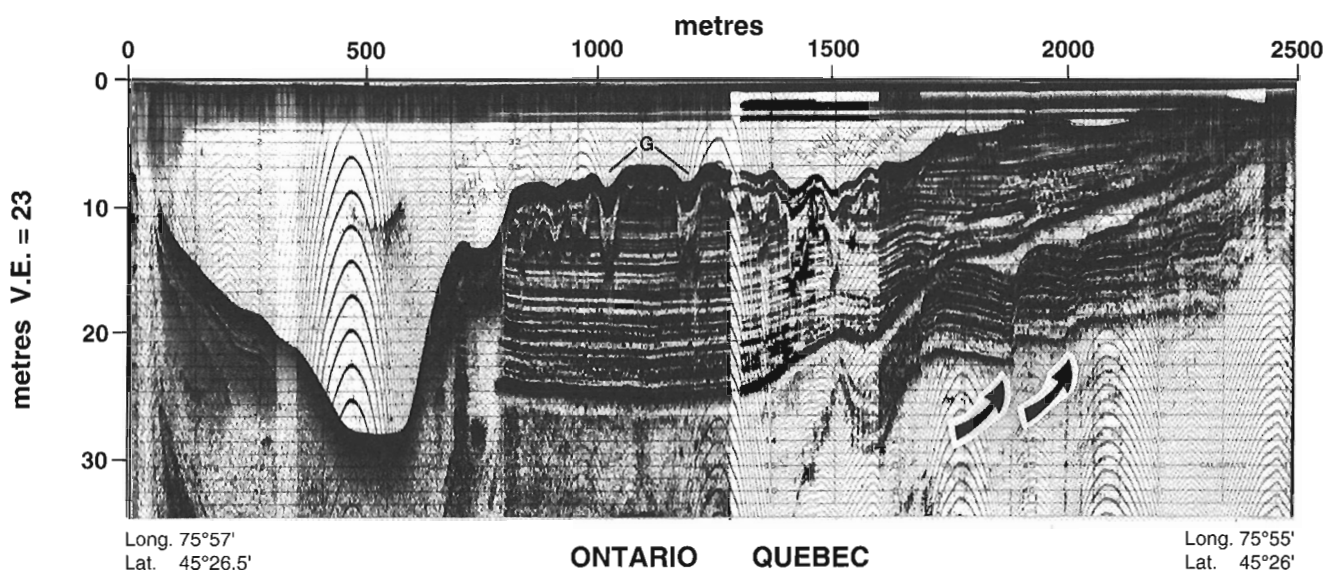 metres
0 500 1000 1500 2000 2500
0
G
10
metres V.E. = 23
20
30
Long. 75°57' Long. 75°55'
Lat. 45°26.5' ONTARIO QUEBEC Lat. 45°26'